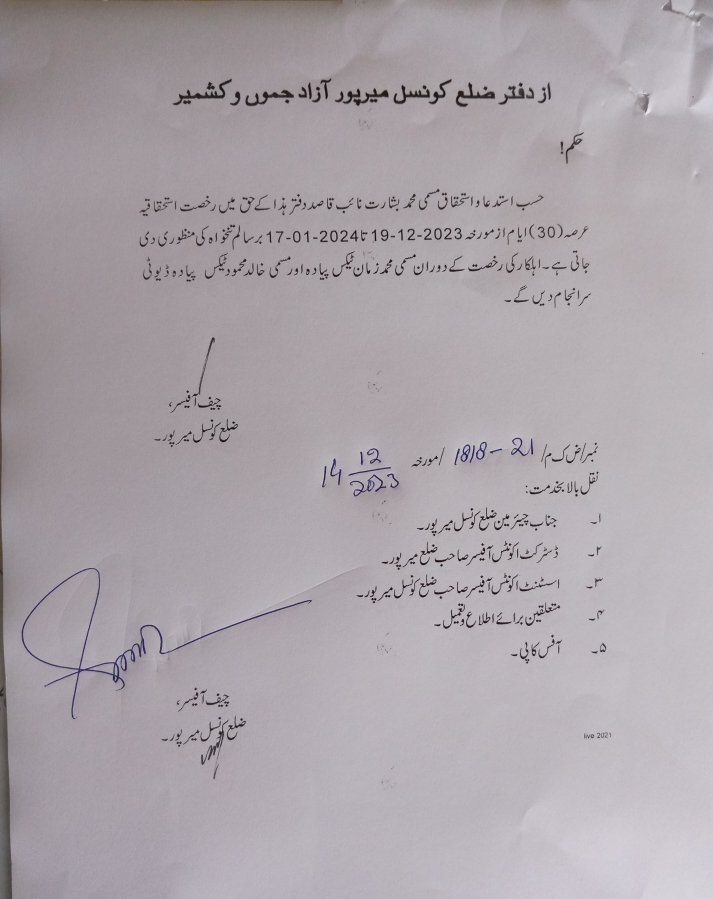 از دفتر ضلع کونسل میرپور آزاد جموں و کشمیر
حکم!
حسب استدعا و استحقاق مسمی محمد بشارت نائب قاصد دفتر ہذا کے حق میں رخصت استحقاقیہ
عرصہ (30) ایام از مورخہ 19-12-2023 تا 17-01-2024 بر سالم تنخواہ کی منظوری دی
جاتی ہے۔ اہلکار کی رخصت کے دوران مسمی محمد زمان ٹیکس پیادہ اور مسمی خالد محمود ٹیکس پیادہ ڈیوٹی
سرانجام دیں گے۔
چیف آفیسر،
ضلع کونسل میرپور۔
نمبر/ض ک م/ 1818-21 /مورخہ 14 12/2023
نقل بالا بخدمت:
۱۔ جناب چیئرمین ضلع کونسل میرپور۔
۲۔ ڈسٹرکٹ اکونٹس آفیسر صاحب ضلع میرپور۔
۳۔ اسسٹنٹ اکونٹس آفیسر صاحب ضلع کونسل میرپور۔
۴۔ متعلقین برائے اطلاع و تعمیل۔
۵۔ آفس کاپی۔
چیف آفیسر،
ضلع کونسل میرپور۔
live 2021